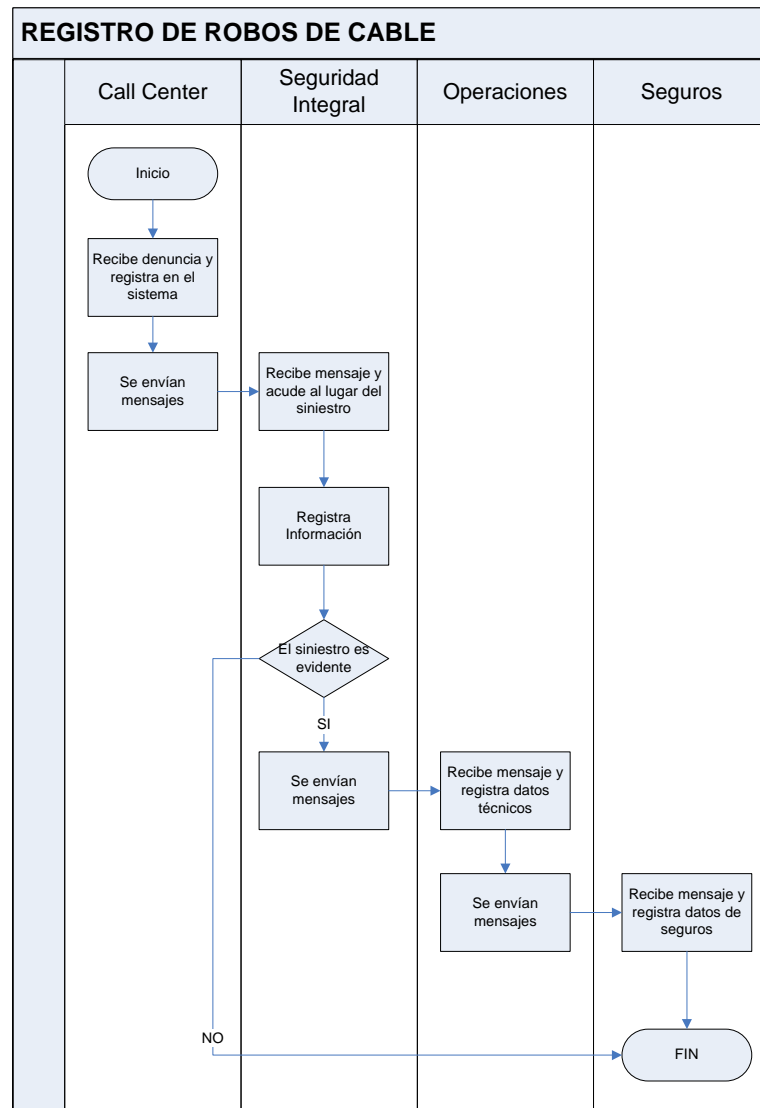 REGISTRO DE ROBOS DE CABLE
Call Center
Seguridad
Integral
Operaciones
Seguros
Inicio
Recibe denuncia y
registra en el
sistema
Se envían
mensajes
Recibe mensaje y
acude al lugar del
siniestro
Registra
Información
El siniestro es
evidente
SI
Se envían
mensajes
Recibe mensaje y
registra datos
técnicos
Se envían
mensajes
Recibe mensaje y
registra datos de
seguros
NO
FIN